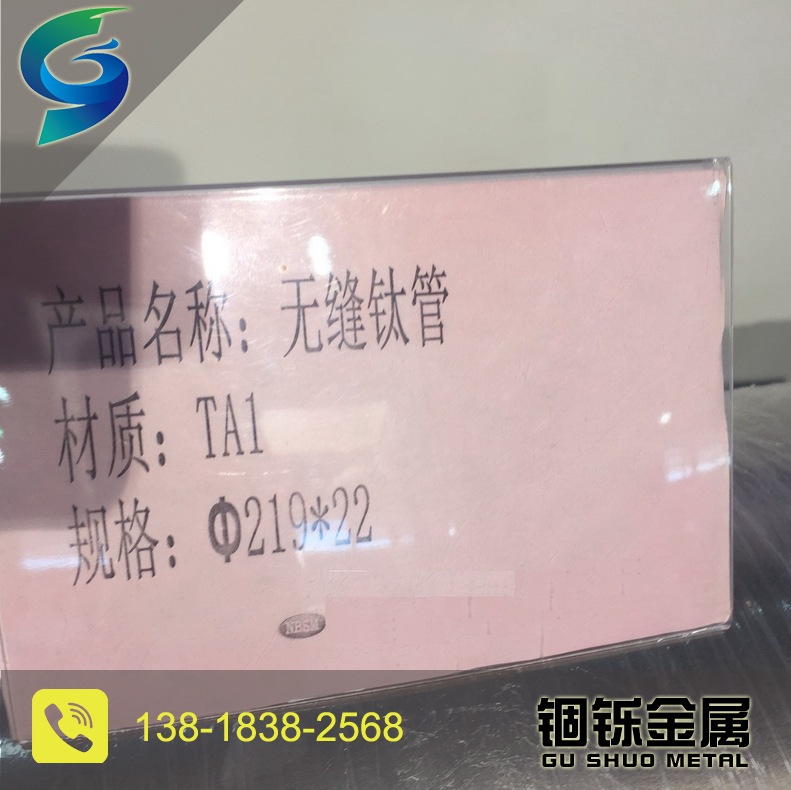 产品名称：无缝钛管
材质：TA1
规格：Φ219*22
NBSM
138-1838-2568
锢铄金属
GU SHUO METAL